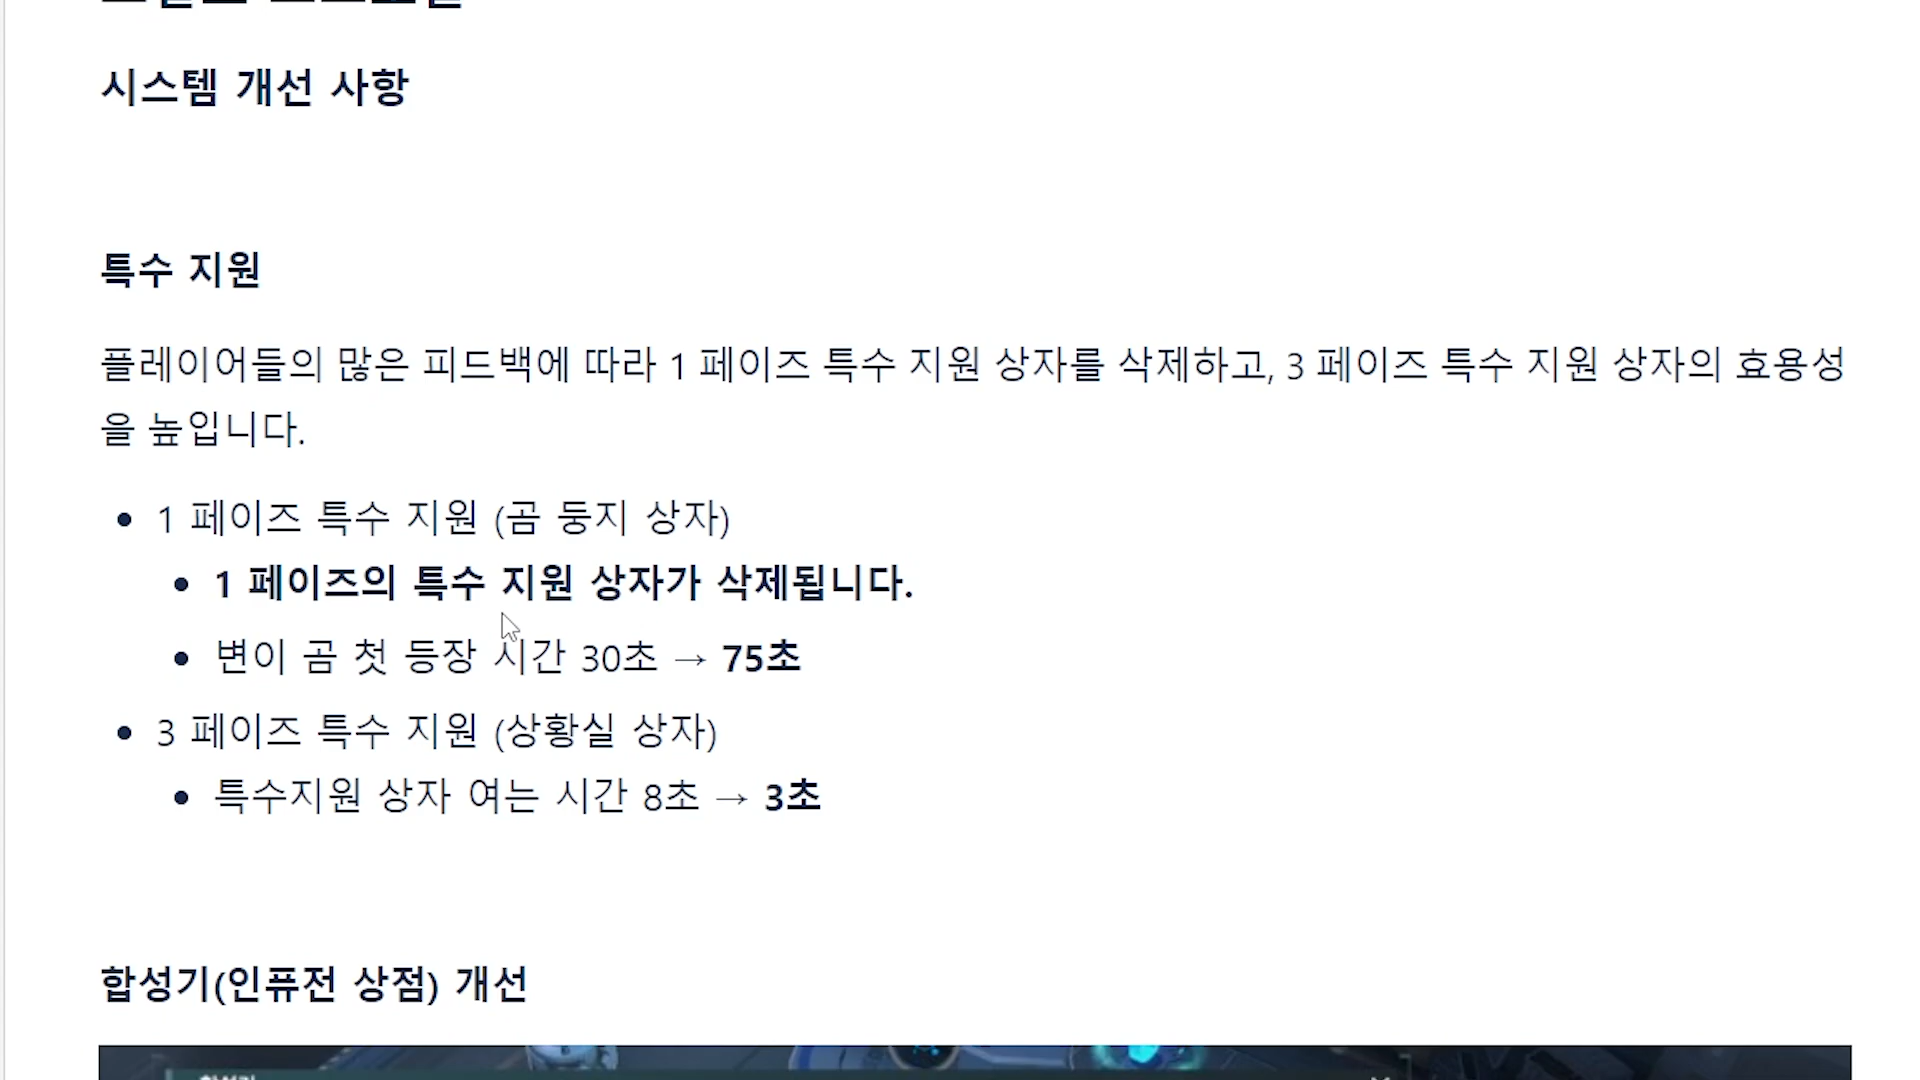 시스템 개선 사항
특수 지원
플레이어들의 많은 피드백에 따라 1 페이즈 특수 지원 상자를 삭제하고, 3 페이즈 특수 지원 상자의 효용성
을 높입니다.
1 페이즈 특수 지원 (곰 둥지 상자)
1 페이즈의 특수 지원 상자가 삭제됩니다.
변이 곰 첫 등장 시간 30초 → 75초
3 페이즈 특수 지원 (상황실 상자)
특수지원 상자 여는 시간 8초 → 3초
합성기(인퓨전 상점) 개선